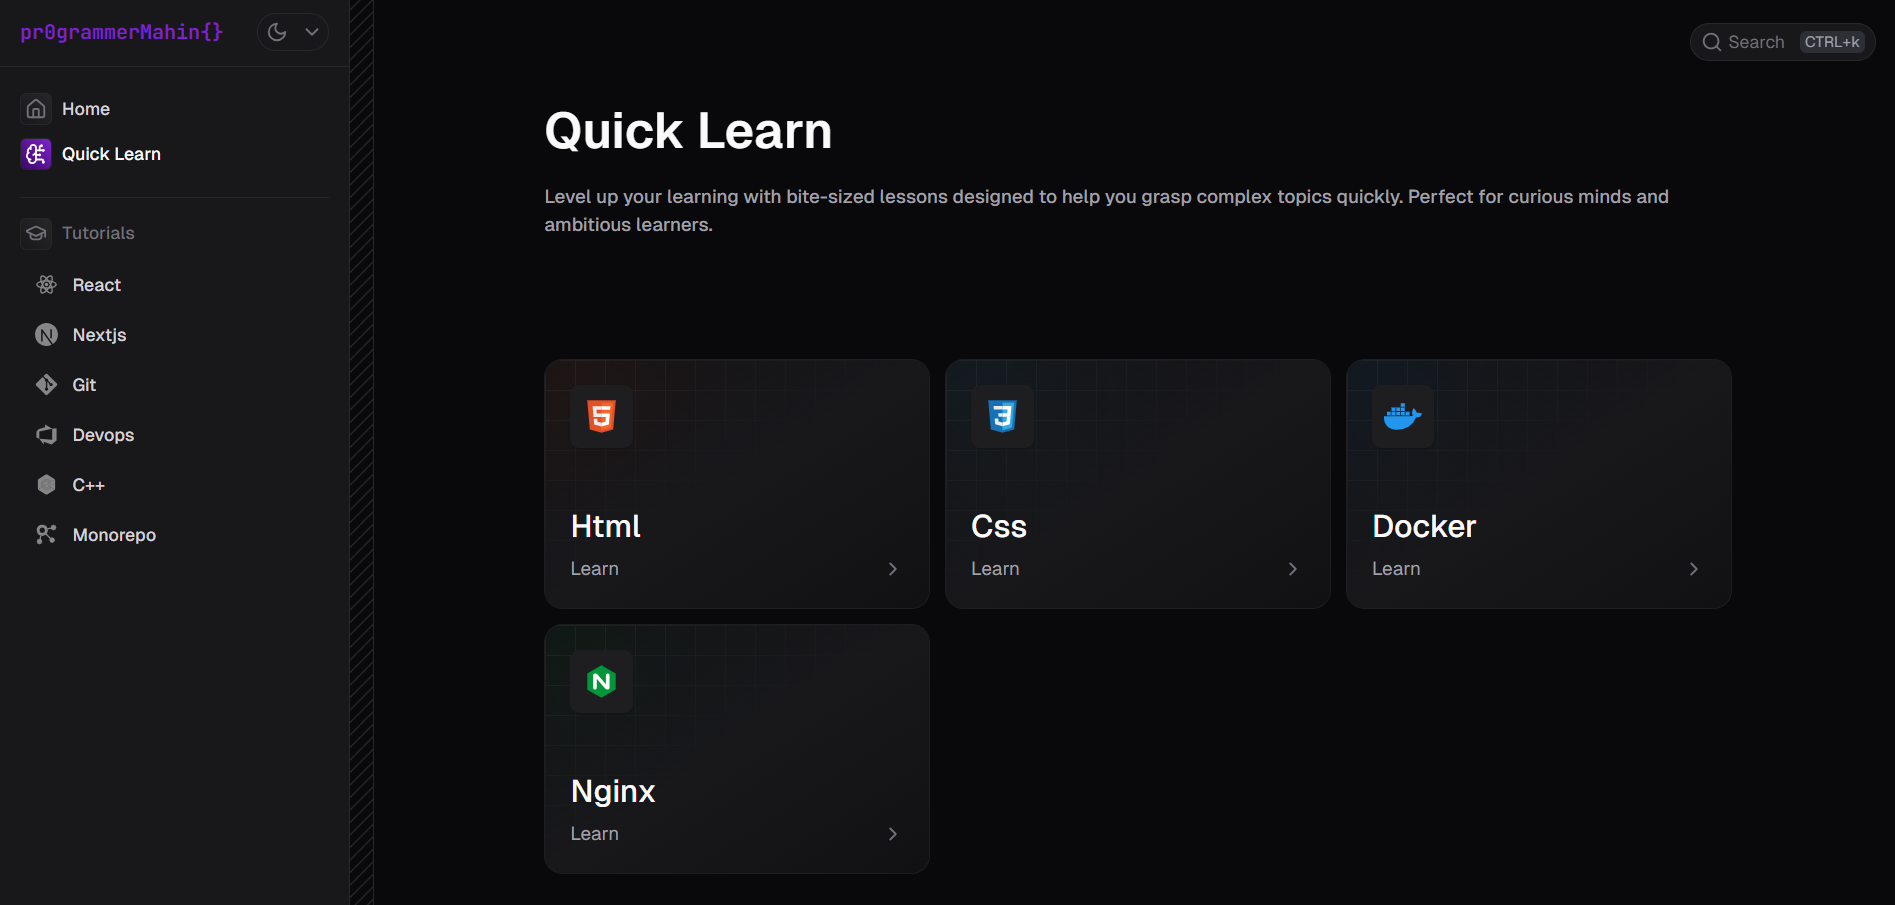 pr0grammerMahin{}
Search CTRL+k
Home
Quick Learn
Tutorials
React
Nextjs
Git
Devops
C++
Monorepo
Quick Learn
Level up your learning with bite-sized lessons designed to help you grasp complex topics quickly. Perfect for curious minds and
ambitious learners.
Html
Learn
Css
Learn
Docker
Learn
Nginx
Learn